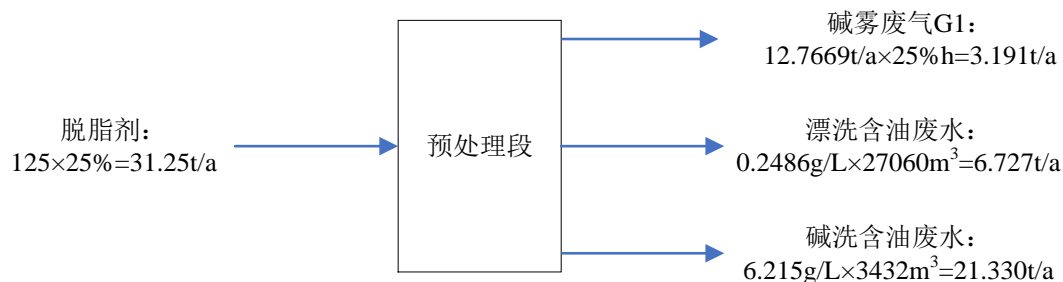 脱脂剂：
125×25%=31.25t/a
预处理段
碱雾废气G1：
12.7669t/a×25%h=3.191t/a
漂洗含油废水：
0.2486g/L×27060m³=6.727t/a
碱洗含油废水：
6.215g/L×3432m³=21.330t/a